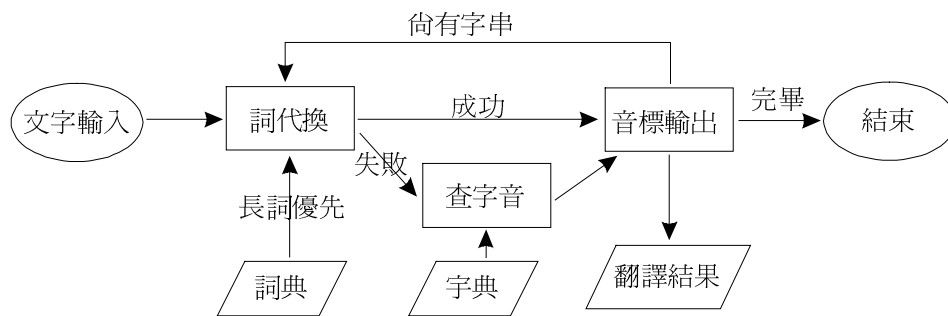 尚有字串
文字輸入
詞代換
成功
音標輸出
完畢
結束
失敗
查字音
長詞優先
詞典
字典
翻譯結果